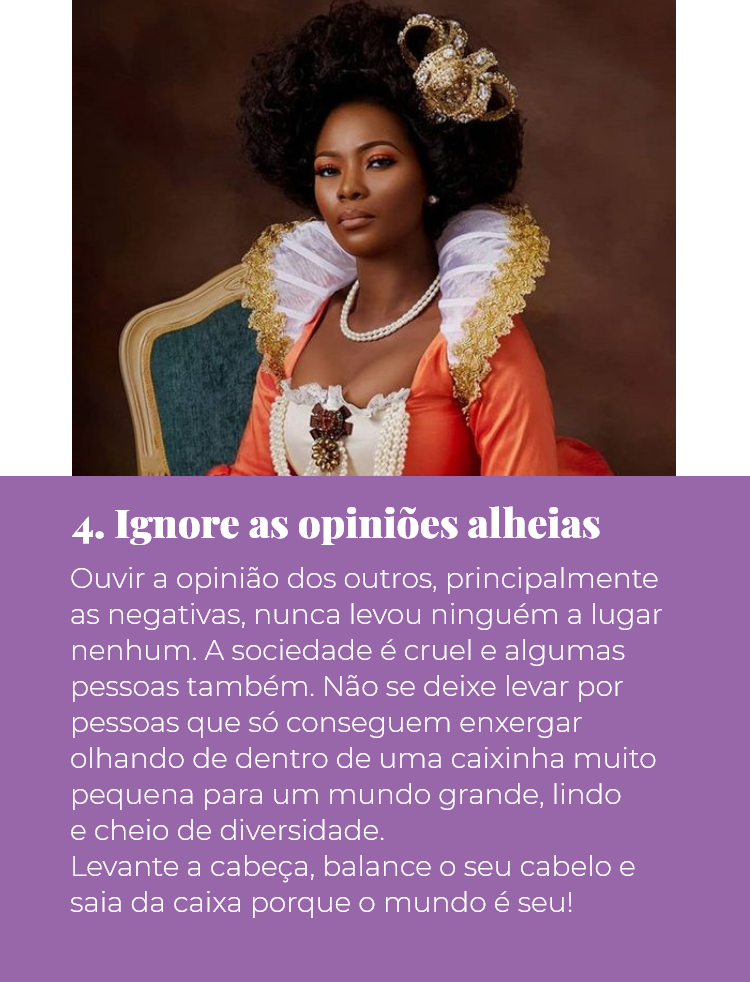 4. Ignore as opiniões alheias
Ouvir a opinião dos outros, principalmente
as negativas, nunca levou ninguém a lugar
nenhum. A sociedade é cruel e algumas
pessoas também. Não se deixe levar por
pessoas que só conseguem enxergar
olhando de dentro de uma caixinha muito
pequena para um mundo grande, lindo
e cheio de diversidade.
Levante a cabeça, balance o seu cabelo e
saia da caixa porque o mundo é seu!